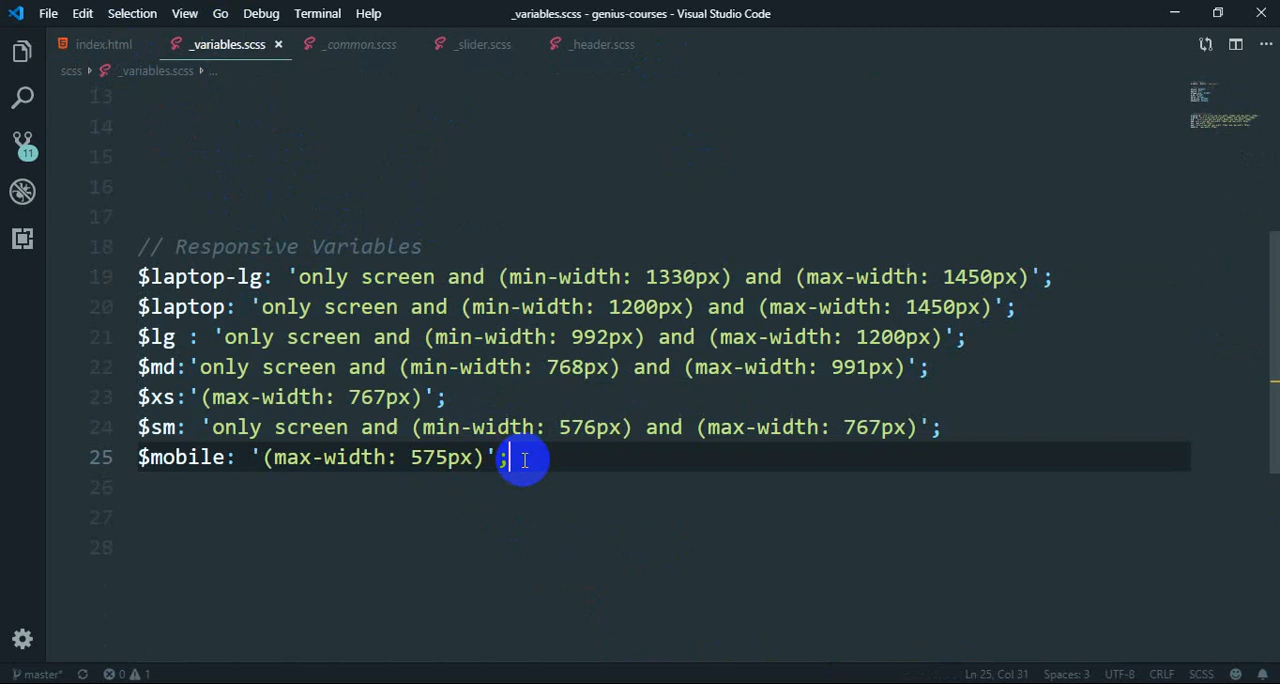 File Edit Selection View Go Debug Terminal Help _variables.scss - genius-courses - Visual Studio Code
index.html _variables.scss × _common.scss _slider.scss _header.scss
scss _variables.scss ...
13
14
15
16
17
18 // Responsive Variables
19 $laptop-lg: 'only screen and (min-width: 1330px) and (max-width: 1450px)';
20 $laptop: 'only screen and (min-width: 1200px) and (max-width: 1450px)';
21 $lg : 'only screen and (min-width: 992px) and (max-width: 1200px)';
22 $md:'only screen and (min-width: 768px) and (max-width: 991px)';
23 $xs:'(max-width: 767px)';
24 $sm: 'only screen and (min-width: 576px) and (max-width: 767px)';
25 $mobile: '(max-width: 575px)';
26
27
28
11
master* 0 1 Ln 25, Col 31 Spaces: 3 UTF-8 CRLF SCSS